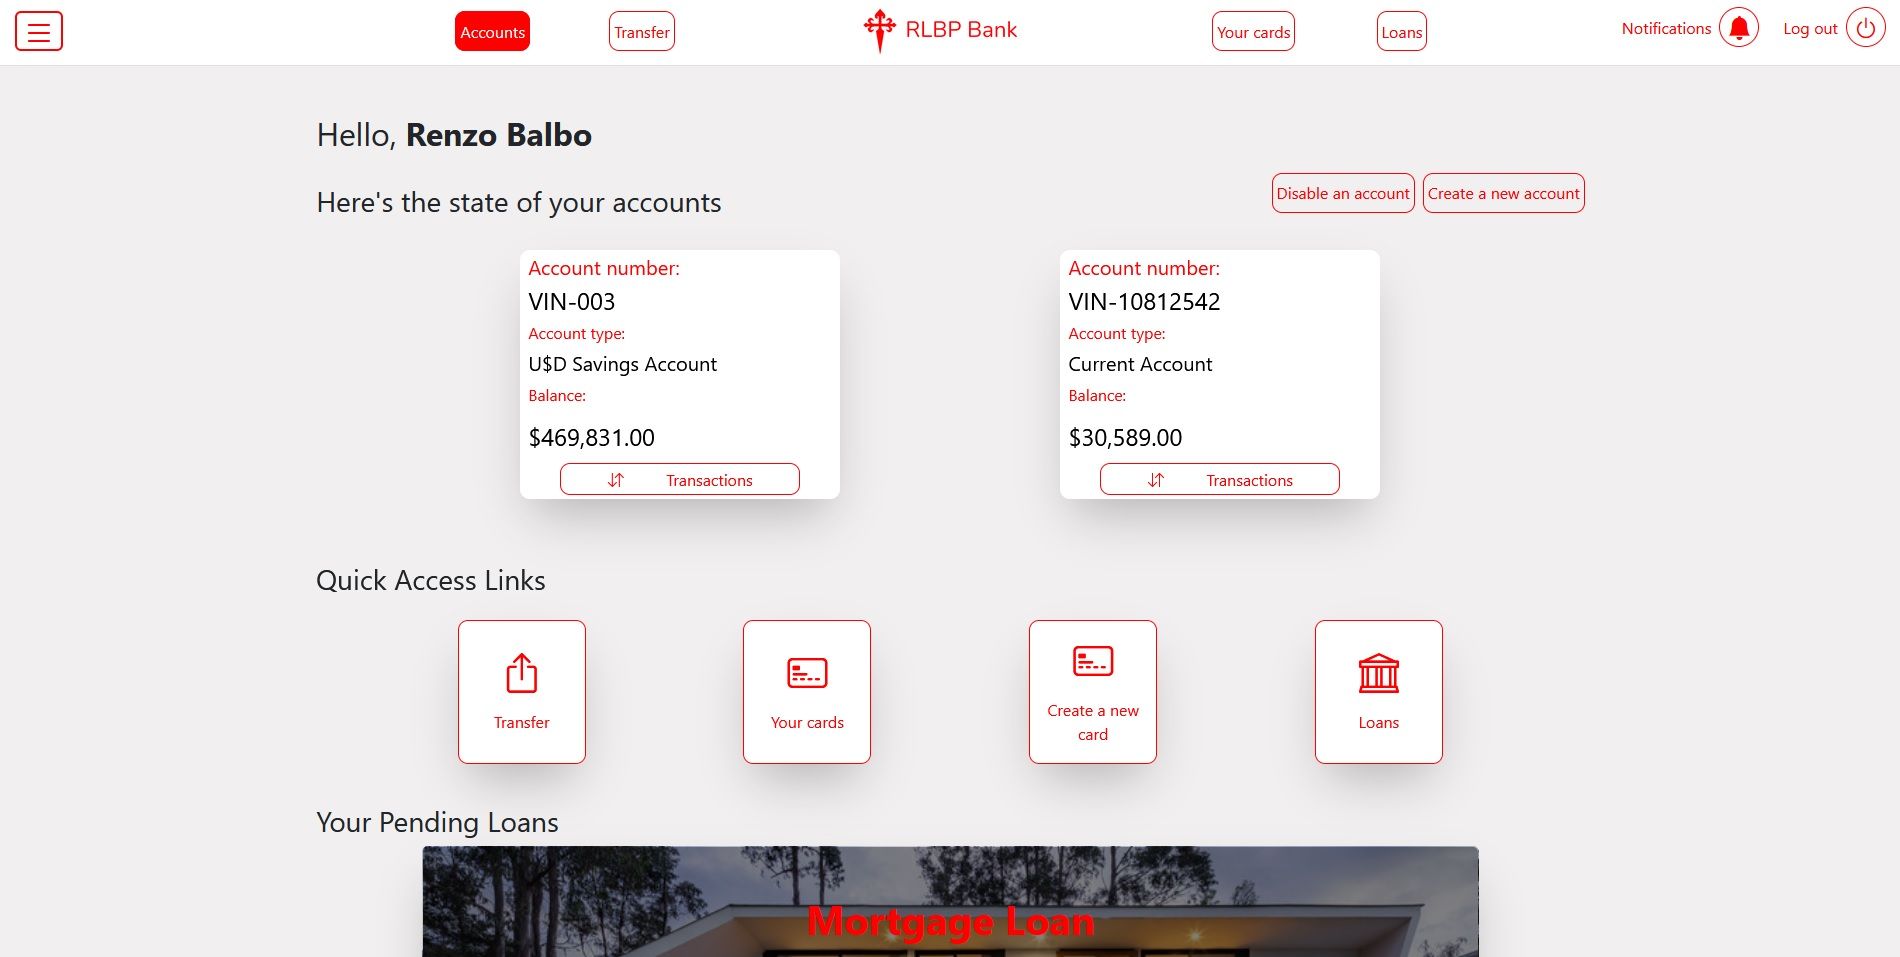 Accounts
Transfer
RLBP Bank
Your cards
Loans
Notifications
Log out
Hello, Renzo Balbo
Here's the state of your accounts
Disable an account
Create a new account
Account number:
VIN-003
Account type:
U$D Savings Account
Balance:
$469,831.00
Transactions
Account number:
VIN-10812542
Account type:
Current Account
Balance:
$30,589.00
Transactions
Quick Access Links
Transfer
Your cards
Create a new
card
Loans
Your Pending Loans
Mortgage Loan